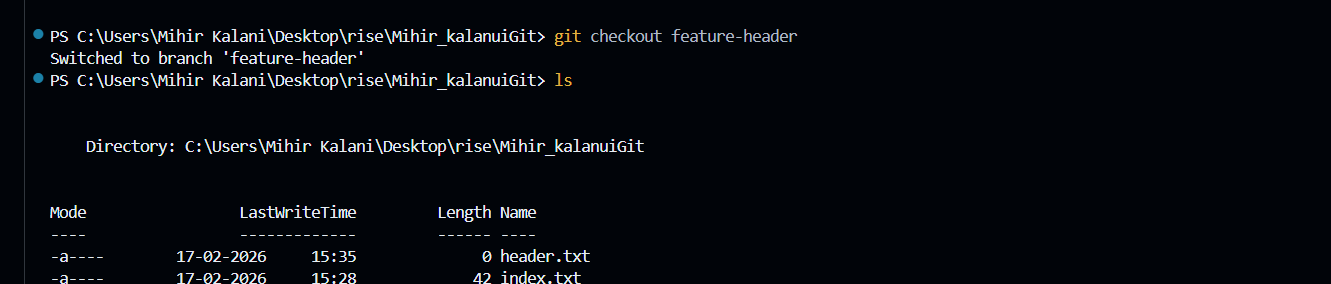 PS C:\Users\Mihir Kalani\Desktop\rise\Mihir_kalanuiGit> git checkout feature-header
Switched to branch 'feature-header'
PS C:\Users\Mihir Kalani\Desktop\rise\Mihir_kalanuiGit> ls
Directory: C:\Users\Mihir Kalani\Desktop\rise\Mihir_kalanuiGit
Mode                 LastWriteTime         Length Name
----                 -------------         ------ ----
-a----        17-02-2026     15:35              0 header.txt
-a----        17-02-2026     15:28             42 index.txt